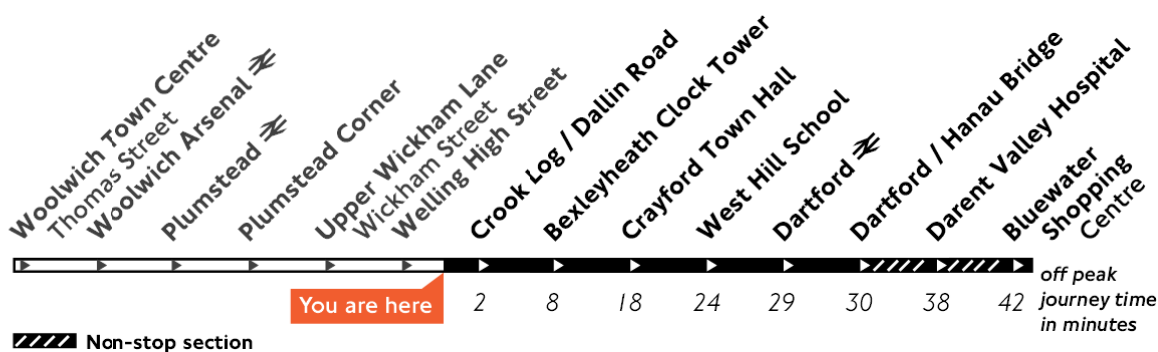 Woolwich Town Centre
Thomas Street
Woolwich Arsenal
Plumstead
Plumstead Corner
Upper Wickham Lane
Wickham Street
Welling High Street
Crook Log / Dallin Road
Bexleyheath Clock Tower
Crayford Town Hall
West Hill School
Dartford
Dartford / Hanau Bridge
Darent Valley Hospital
Bluewater
Shopping
Centre
You are here
2 8 18 24 29 30 38 42
off peak
journey time
in minutes
Non-stop section